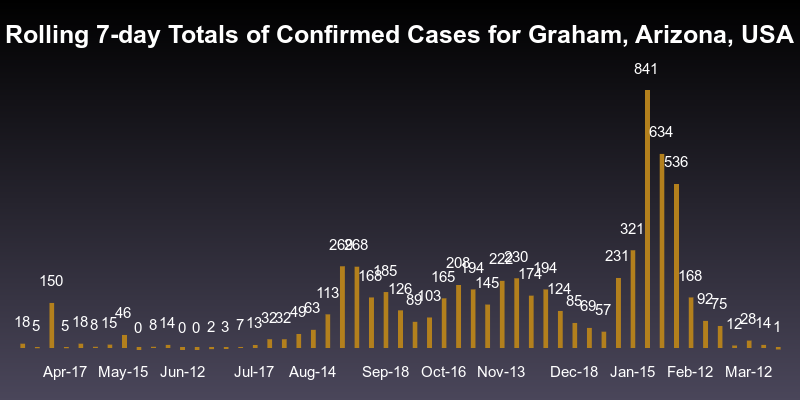 Rolling 7-day Totals of Confirmed Cases for Graham, Arizona, USA
18 5 150 5 18 8 15 46 0 8 14 0 0 2 3 7 13 32 32 49 63 113 269 268 168 185 126 89 103 165 208 194 145 222 230 174 194 124 85 69 57 231 321 841 634 536 168 92 75 12 28 14 1
Apr-17 May-15 Jun-12 Jul-17 Aug-14 Sep-18 Oct-16 Nov-13 Dec-18 Jan-15 Feb-12 Mar-12